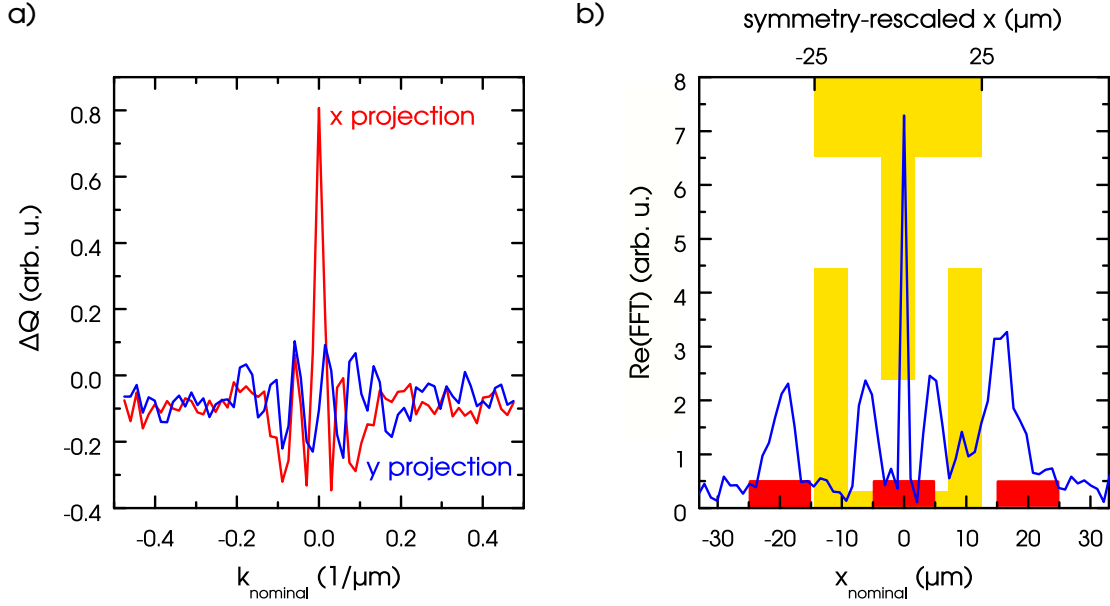 a)
0.8
0.6
0.4
0.2
0.0
-0.2
-0.4
ΔQ (arb. u.)
x projection
y projection
-0.4 -0.2 0.0 0.2 0.4
k_nominal (1/μm)
b)
symmetry-rescaled x (μm)
-25 25
8
7
6
5
4
3
2
1
0
Re(FFT) (arb. u.)
-30 -20 -10 0 10 20 30
x_nominal (μm)